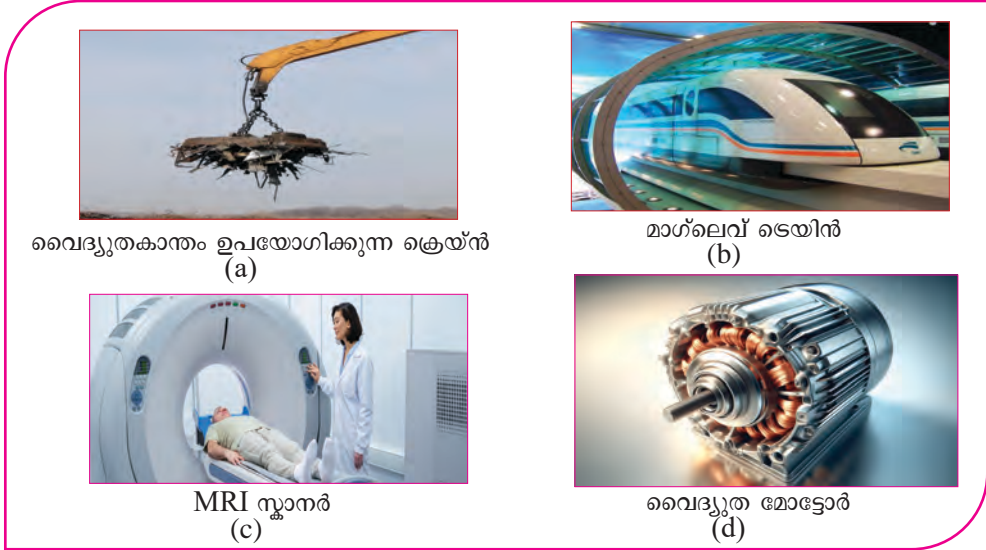 വൈദ്യുതകാന്തം ഉപയോഗിക്കുന്ന ക്രെയ്ൻ
(a)
മാഗ്‌ലെവ് ട്രെയിൻ
(b)
MRI സ്കാനർ
(c)
വൈദ്യുത മോട്ടോർ
(d)